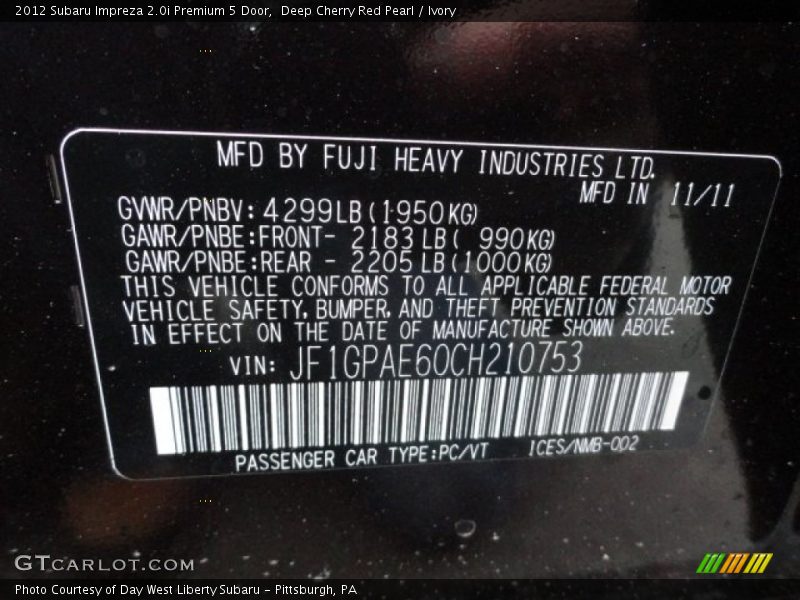 2012 Subaru Impreza 2.0i Premium 5 Door,  Deep Cherry Red Pearl / Ivory
MFD BY FUJI HEAVY INDUSTRIES LTD.
MFD IN 11/11
GVWR/PNBV: 4299LB(1950KG)
GAWR/PNBE:FRONT- 2183 LB( 990KG)
GAWR/PNBE:REAR - 2205 LB(1000KG)
THIS VEHICLE CONFORMS TO ALL APPLICABLE FEDERAL MOTOR
VEHICLE SAFETY, BUMPER, AND THEFT PREVENTION STANDARDS
IN EFFECT ON THE DATE OF MANUFACTURE SHOWN ABOVE.
VIN: JF1GPAE60CH210753
PASSENGER CAR TYPE:PC/VT ICES/NMB-002
GTCARLOT.COM
Photo Courtesy of Day West Liberty Subaru - Pittsburgh, PA